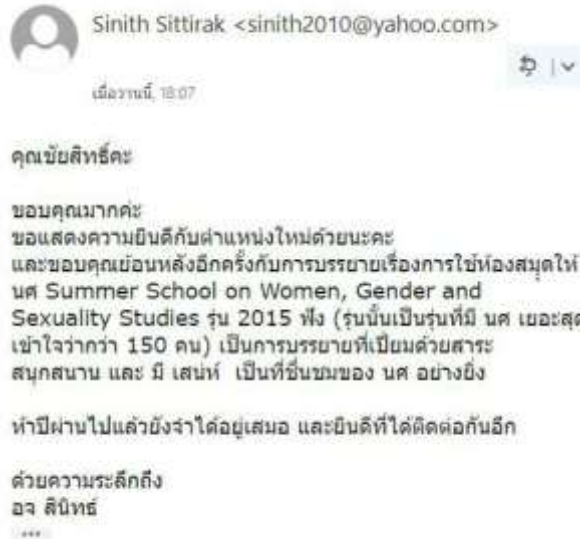 Sinith Sittirak <sinith2010@yahoo.com>
เมื่อวานนี้, 18:07
คุณชัยสิทธิ์คะ
ขอบคุณมากค่ะ
ขอแสดงความยินดีกับตำแหน่งใหม่ด้วยนะคะ
และขอบคุณย้อนหลังอีกครั้งกับการบรรยายเรื่องการใช้ห้องสมุดให้
นศ Summer School on Women, Gender and
Sexuality Studies รุ่น 2015 ฟัง (รุ่นนั้นเป็นรุ่นที่มี นศ เยอะสุด
เข้าใจว่ากว่า 150 คน) เป็นการบรรยายที่เปี่ยมด้วยสาระ
สนุกสนาน และ มี เสน่ห์ เป็นที่ชื่นชมของ นศ อย่างยิ่ง
ห้าปีผ่านไปแล้วยังจำได้อยู่เสมอ และยินดีที่ได้ติดต่อกันอีก
ด้วยความระลึกถึง
อจ สินิทธ์
...